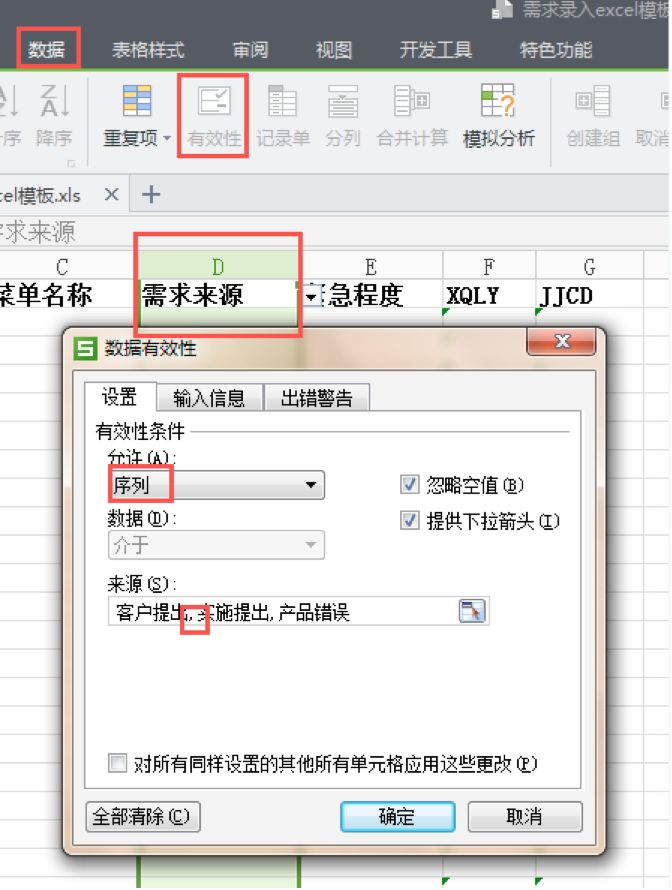 需求录入excel模板
数据 表格样式 审阅 视图 开发工具 特色功能
序 降序 重复项 有效性 记录单 分列 合并计算 模拟分析 创建组 取消
cel模板.xls
需求来源
C D E F G
菜单名称 需求来源 紧急程度 XQLY JJCD
数据有效性
设置 输入信息 出错警告
有效性条件
允许(A):
序列 忽略空值(B)
数据(D): 提供下拉箭头(I)
介于
来源(S):
客户提出,实施提出,产品错误
对所有同样设置的其他所有单元格应用这些更改(P)
全部清除(C) 确定 取消